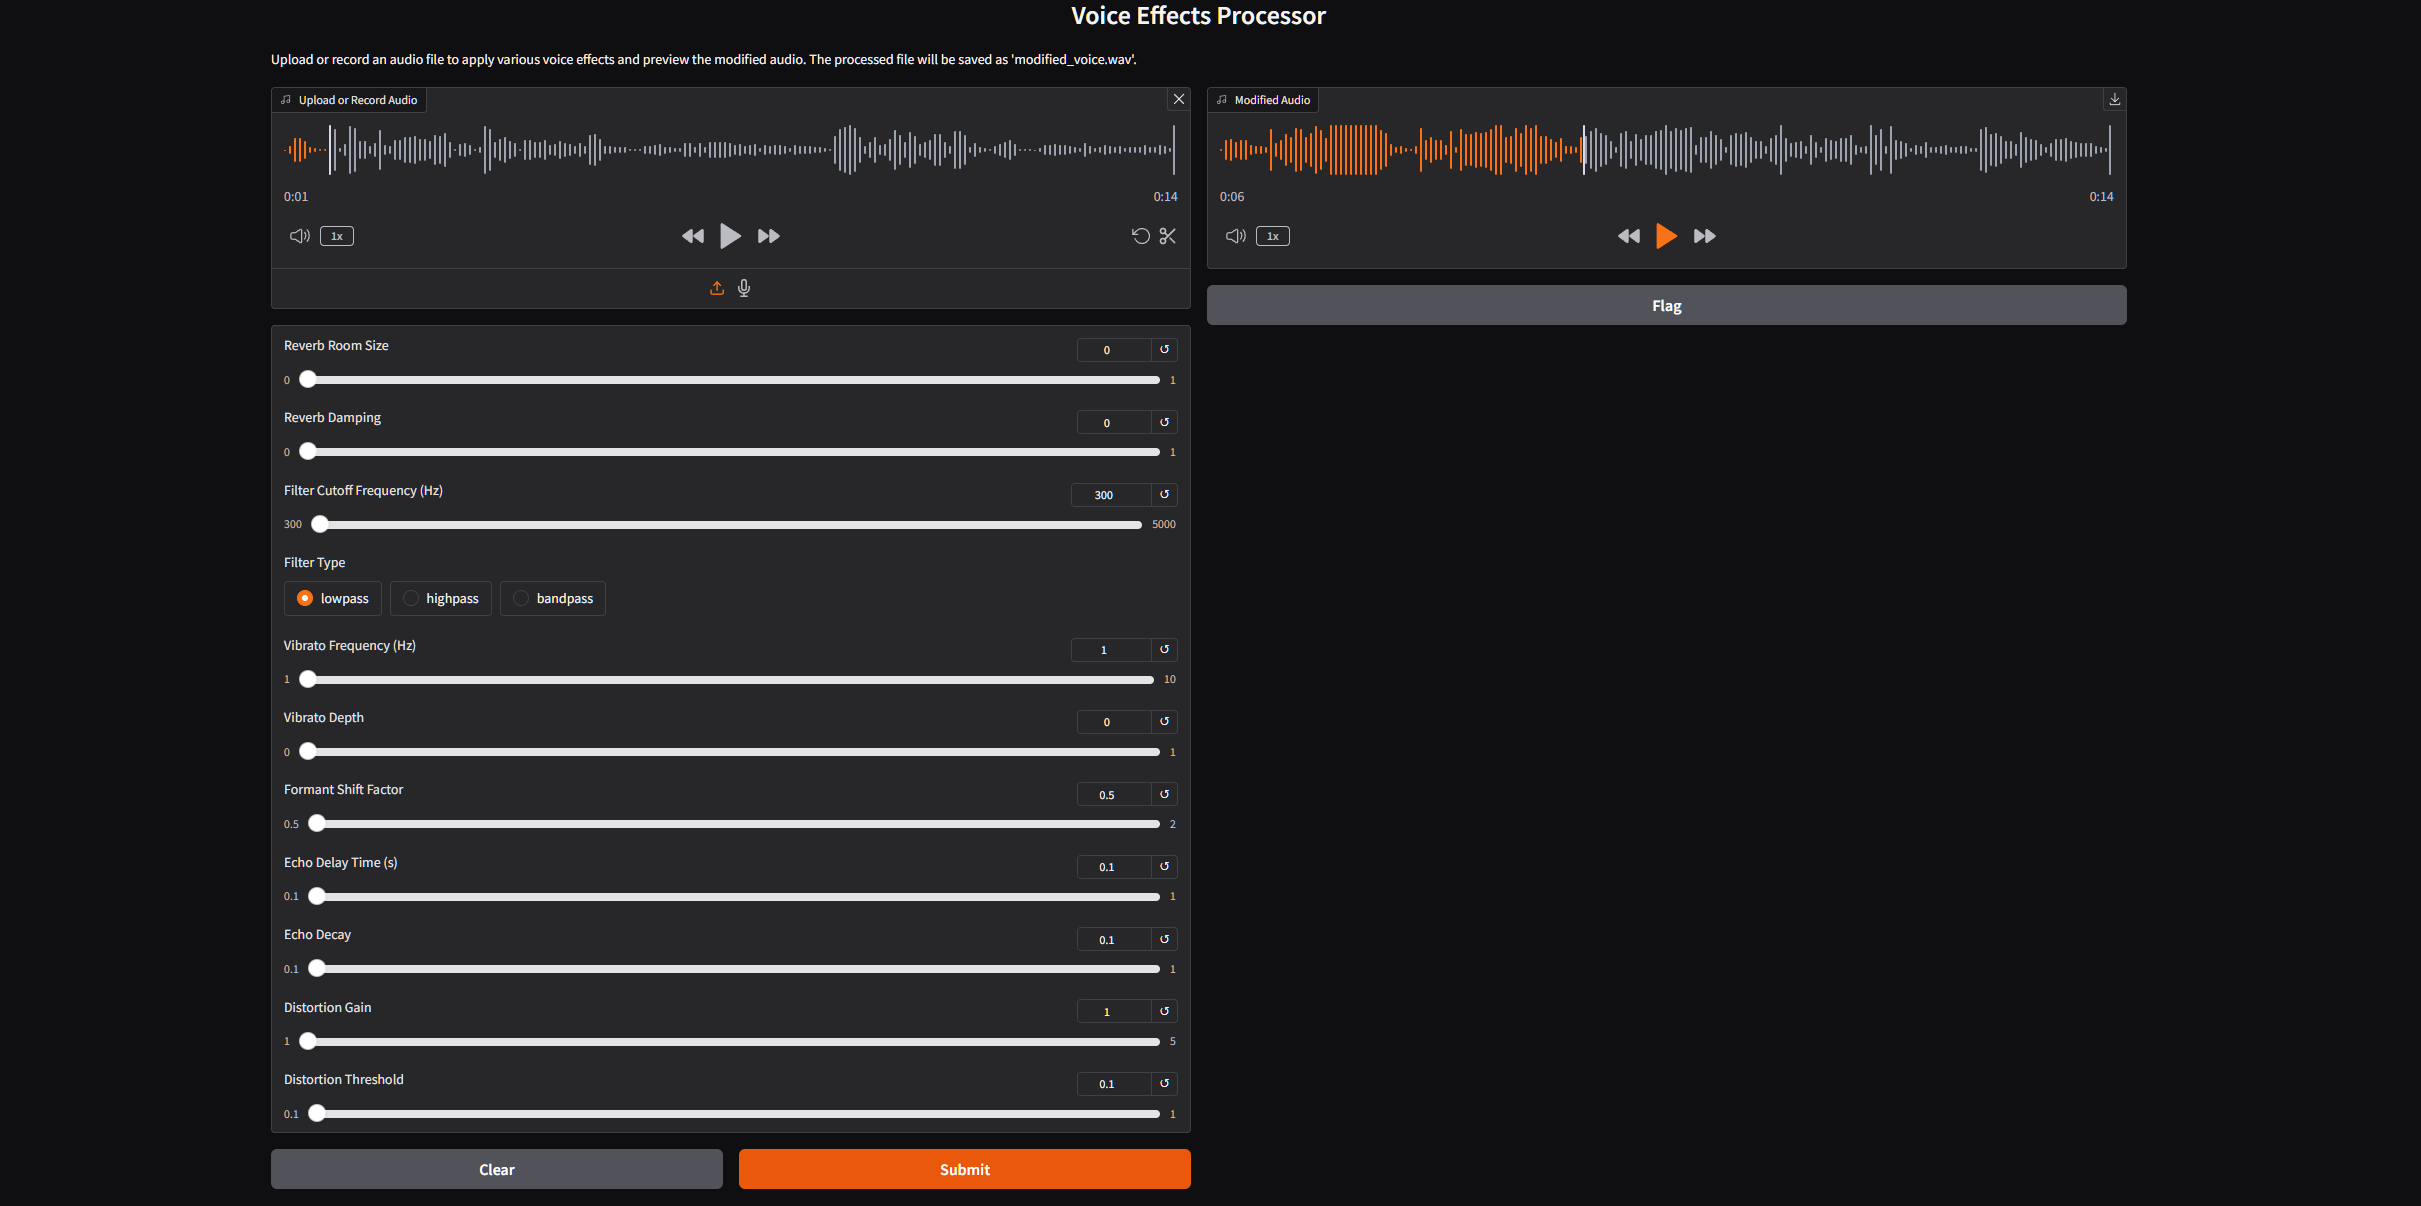 Voice Effects Processor
Upload or record an audio file to apply various voice effects and preview the modified audio. The processed file will be saved as 'modified_voice.wav'.
Upload or Record Audio
0:01 0:14
1x
Modified Audio
0:06 0:14
1x
Flag
Reverb Room Size 0
0 1
Reverb Damping 0
0 1
Filter Cutoff Frequency (Hz) 300
300 5000
Filter Type
lowpass highpass bandpass
Vibrato Frequency (Hz) 1
1 10
Vibrato Depth 0
0 1
Formant Shift Factor 0.5
0.5 2
Echo Delay Time (s) 0.1
0.1 1
Echo Decay 0.1
0.1 1
Distortion Gain 1
1 5
Distortion Threshold 0.1
0.1 1
Clear Submit